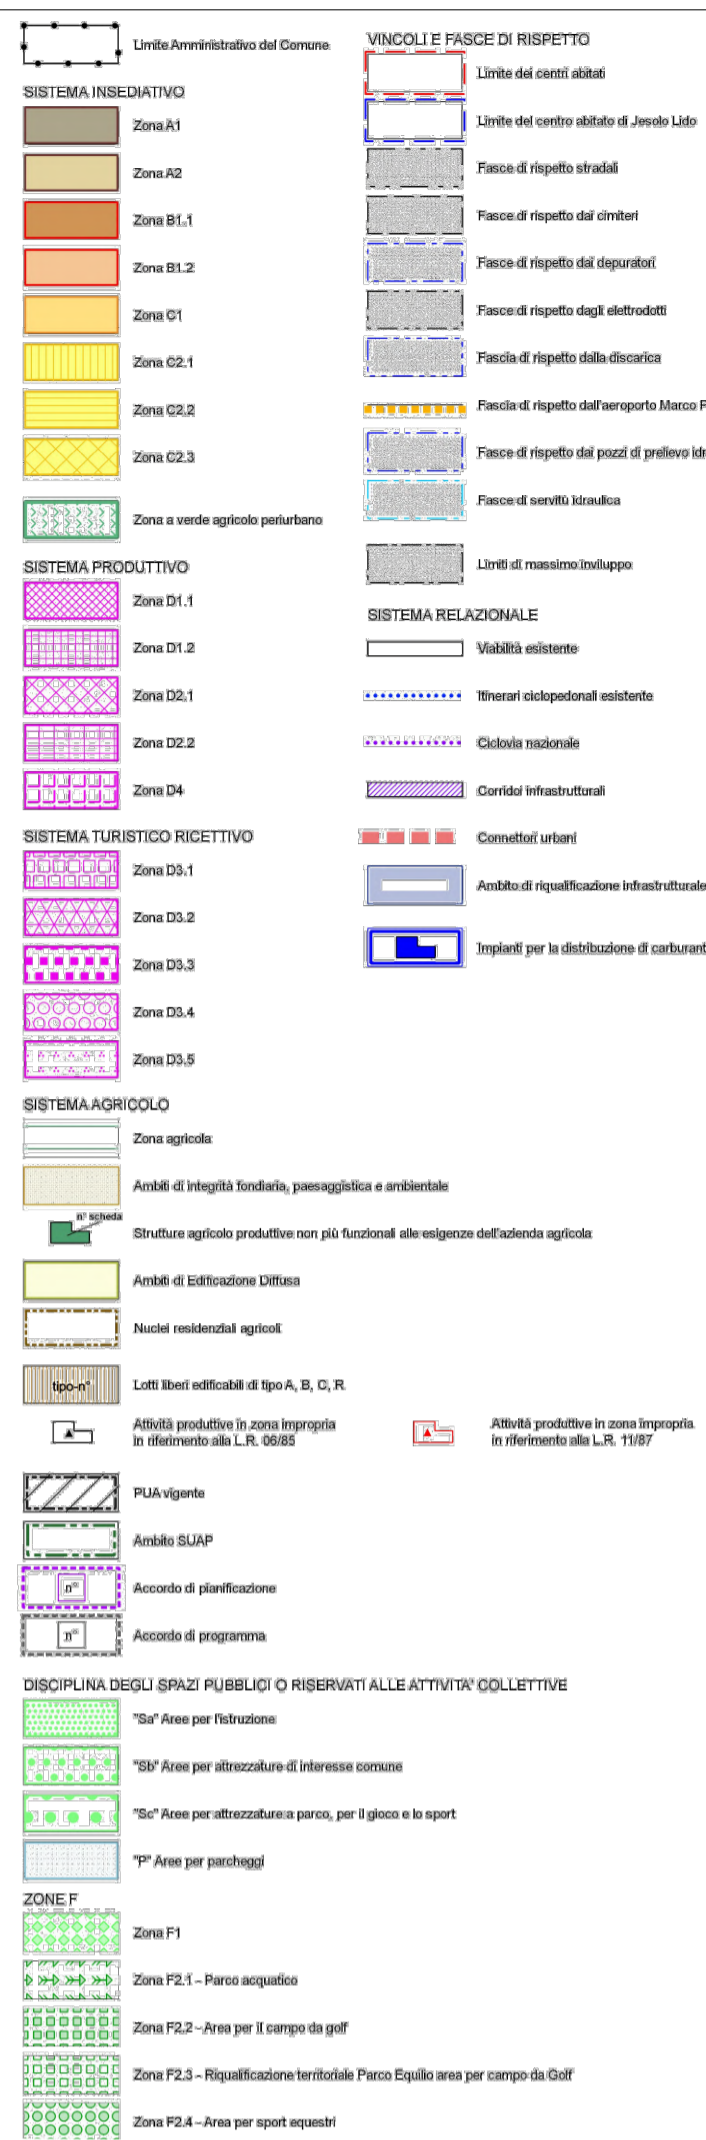 Limite Amministrativo del Comune
SISTEMA INSEDIATIVO
Zona A1
Zona A2
Zona B1.1
Zona B1.2
Zona C1
Zona C2.1
Zona C2.2
Zona C2.3
Zona a verde agricolo periurbano
SISTEMA PRODUTTIVO
Zona D1.1
Zona D1.2
Zona D2.1
Zona D2.2
Zona D4
SISTEMA TURISTICO RICETTIVO
Zona D3.1
Zona D3.2
Zona D3.3
Zona D3.4
Zona D3.5
VINCOLI E FASCE DI RISPETTO
Limite dei centri abitati
Limite del centro abitato di Jesolo Lido
Fasce di rispetto stradali
Fasce di rispetto dai cimiteri
Fasce di rispetto dai depuratori
Fasce di rispetto dagli elettrodotti
Fascia di rispetto dalla discarica
Fascia di rispetto dall'aeroporto Marco P
Fasce di rispetto dai pozzi di prelievo idr
Fasce di servitù idraulica
Limiti di massimo inviluppo
SISTEMA RELAZIONALE
Viabilità esistente
Itinerari ciclopedonali esistente
Ciclovia nazionale
Corridoi infrastrutturali
Connettori urbani
Ambito di riqualificazione infrastrutturale
Impianti per la distribuzione di carburant
SISTEMA AGRICOLO
Zona agricola
Ambiti di integrità fondiaria, paesaggistica e ambientale
n° scheda
Strutture agricolo produttive non più funzionali alle esigenze dell'azienda agricola
Ambiti di Edificazione Diffusa
Nuclei residenziali agricoli
tipo-n°
Lotti liberi edificabili di tipo A, B, C, R
Attività produttive in zona impropria
in riferimento alla L.R. 06/85
Attività produttive in zona impropria
in riferimento alla L.R. 11/87
PUA vigente
Ambito SUAP
n°
Accordo di pianificazione
n°
Accordo di programma
DISCIPLINA DEGLI SPAZI PUBBLICI O RISERVATI ALLE ATTIVITA' COLLETTIVE
"Sa" Aree per l'istruzione
"Sb" Aree per attrezzature di interesse comune
"Sc" Aree per attrezzature a parco, per il gioco e lo sport
"P" Aree per parcheggi
ZONE F
Zona F1
Zona F2.1 - Parco acquatico
Zona F2.2 - Area per il campo da golf
Zona F2.3 - Riqualificazione territoriale Parco Equilio area per campo da Golf
Zona F2.4 - Area per sport equestri